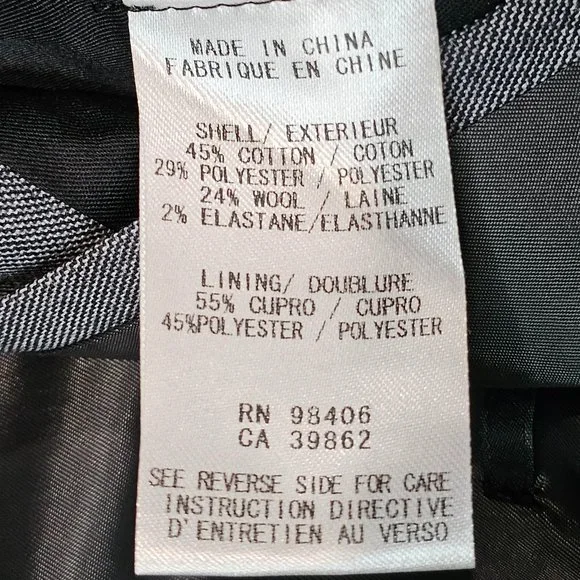 MADE IN CHINA
FABRIQUE EN CHINE
SHELL/ EXTERIEUR
45% COTTON / COTON
29% POLYESTER / POLYESTER
24% WOOL / LAINE
2% ELASTANE/ELASTHANNE
LINING/ DOUBLURE
55% CUPRO / CUPRO
45%POLYESTER / POLYESTER
RN 98406
CA 39862
SEE REVERSE SIDE FOR CARE
INSTRUCTION DIRECTIVE
D'ENTRETIEN AU VERSO